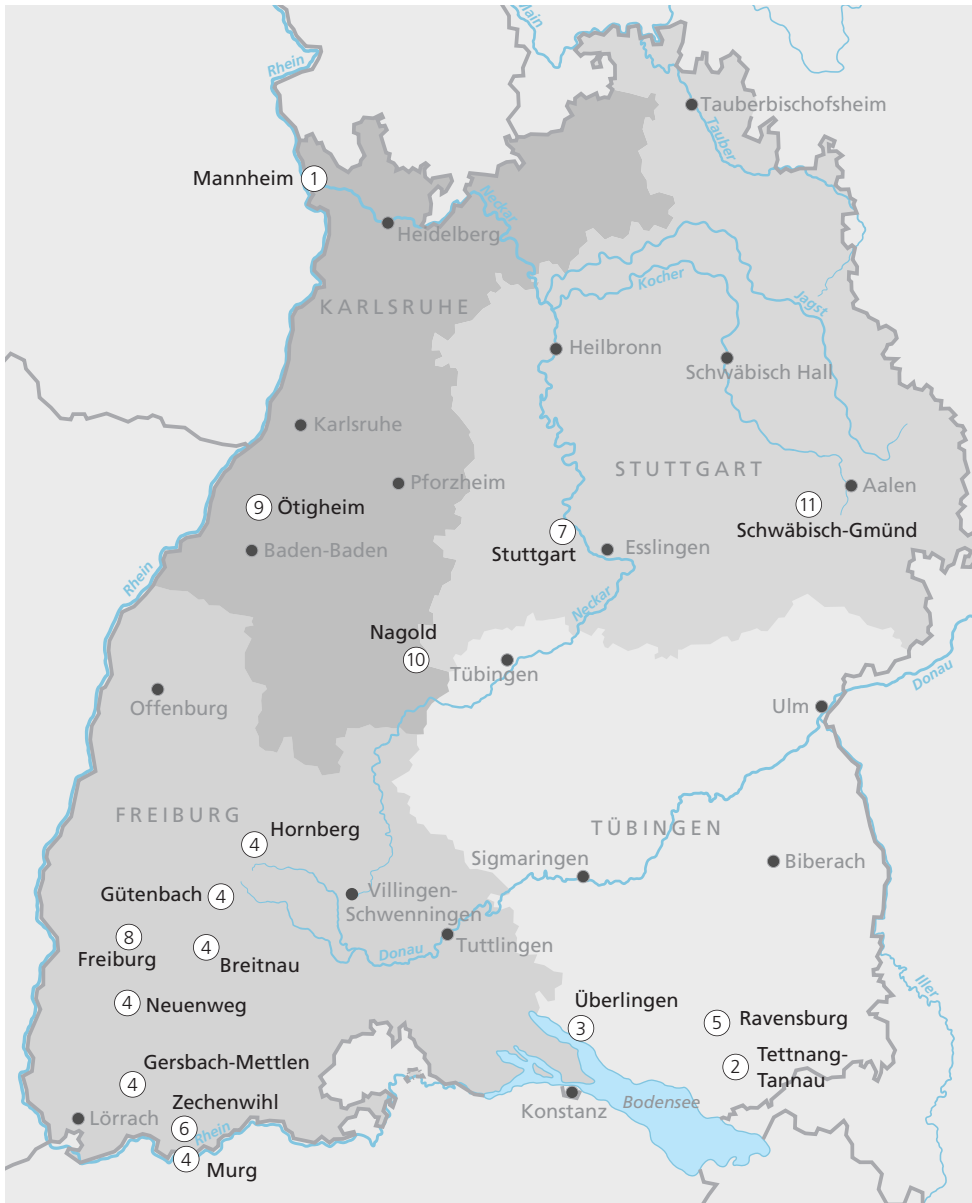 Main
Rhein
Tauberbischofsheim
Tauber
Mannheim 1
Neckar
Heidelberg
Kocher
Jagst
KARLSRUHE
Heilbronn
Schwäbisch Hall
Karlsruhe
STUTTGART
Pforzheim
Aalen
9 Ötigheim
11
Schwäbisch-Gmünd
7
Stuttgart
Esslingen
Baden-Baden
Rhein
Neckar
Nagold
10
Tübingen
Donau
Offenburg
Ulm
FREIBURG
Hornberg
4
TÜBINGEN
Sigmaringen
Biberach
Gütenbach 4
Villingen-
Schwenningen
8
Freiburg
4
Breitnau
Donau
Tuttlingen
Iller
4 Neuenweg
Überlingen
3
5 Ravensburg
Gersbach-Mettlen
4
2
Tettnang-
Tannau
Zechenwihl
6
Lörrach
Rhein
Konstanz
Bodensee
4
Murg